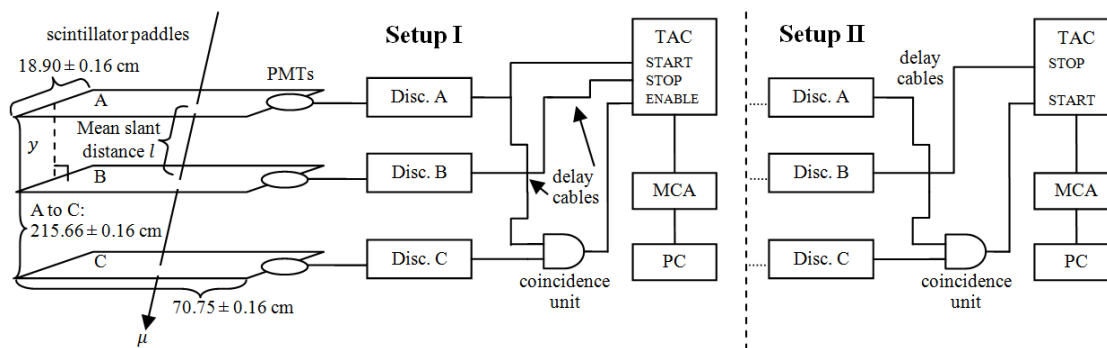 scintillator paddles
18.90 ± 0.16 cm
A
PMTs
y
Mean slant
distance l
B
A to C:
215.66 ± 0.16 cm
C
70.75 ± 0.16 cm
μ
Setup I
Disc. A
Disc. B
Disc. C
delay
cables
coincidence
unit
TAC
START
STOP
ENABLE
MCA
PC
Setup II
delay
cables
Disc. A
Disc. B
Disc. C
coincidence
unit
TAC
STOP
START
MCA
PC